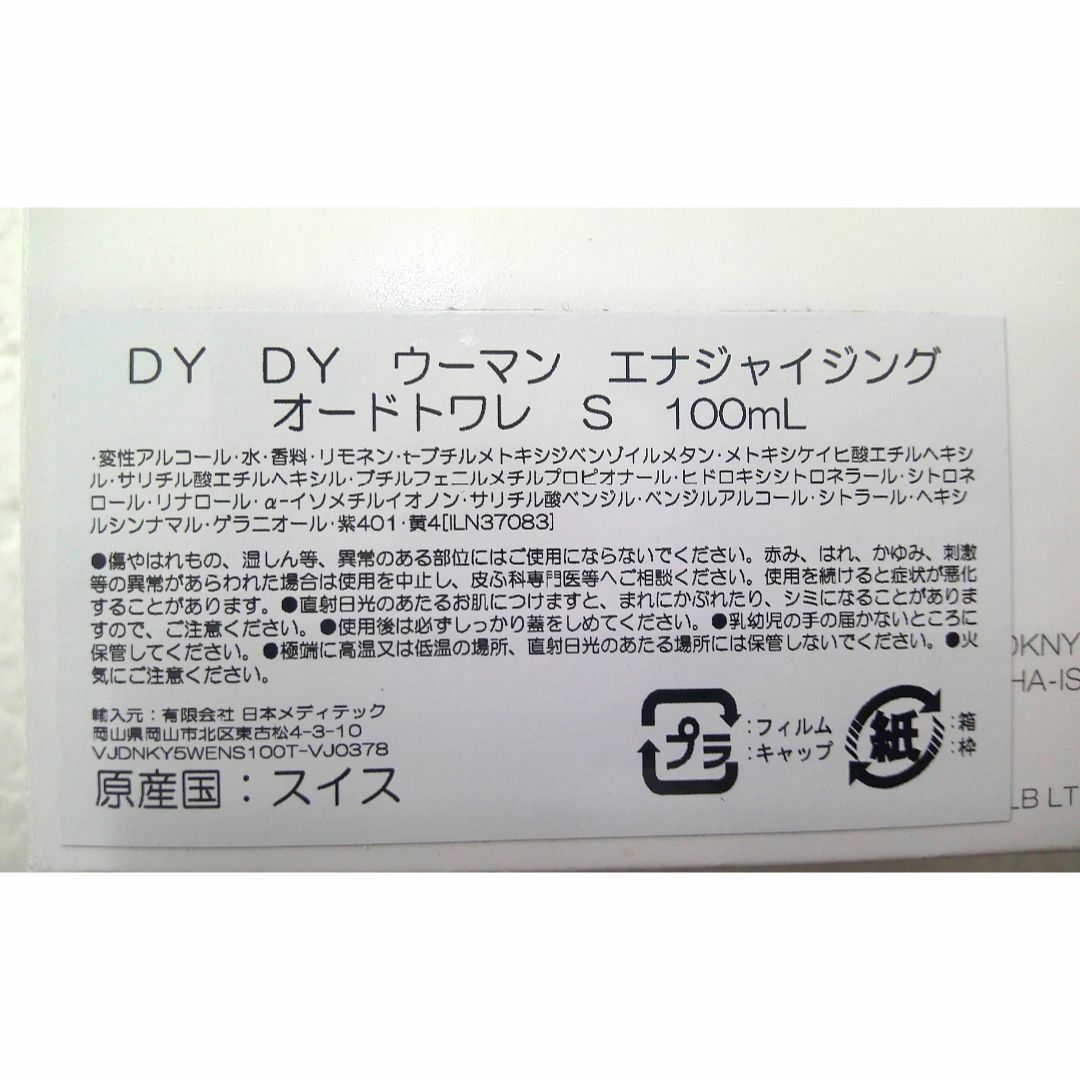 DY DY ウーマン エナジャイジング
オードトワレ S 100mL
・変性アルコール・水・香料・リモネン・t-ブチルメトキシジベンゾイルメタン・メトキシケイヒ酸エチルヘキシ
ル・サリチル酸エチルヘキシル・ブチルフェニルメチルプロピオナール・ヒドロキシシトロネラール・シトロネ
ロール・リナロール・α-イソメチルイオノン・サリチル酸ベンジル・ベンジルアルコール・シトラール・ヘキシ
ルシンナマル・ゲラニオール・紫401・黄4[ILN37083]
●傷やはれもの、湿しん等、異常のある部位にはご使用にならないでください。赤み、はれ、かゆみ、刺激
等の異常があらわれた場合は使用を中止し、皮ふ科専門医等へご相談ください。使用を続けると症状が悪化
することがあります。●直射日光のあたるお肌につけますと、まれにかぶれたり、シミになることがありま
すので、ご注意ください。●使用後は必ずしっかり蓋をしめてください。●乳幼児の手の届かないところに
保管してください。●極端に高温又は低温の場所、直射日光のあたる場所には保管しないでください。●火
気にご注意ください。
輸入元：有限会社 日本メディテック
岡山県岡山市北区東古松4-3-10
VJDNKY5WENS100T-VJ0378
原産国：スイス
プラ
：フィルム
：キャップ
紙
：箱
：枠
DKNY
HA-IS
LB LT